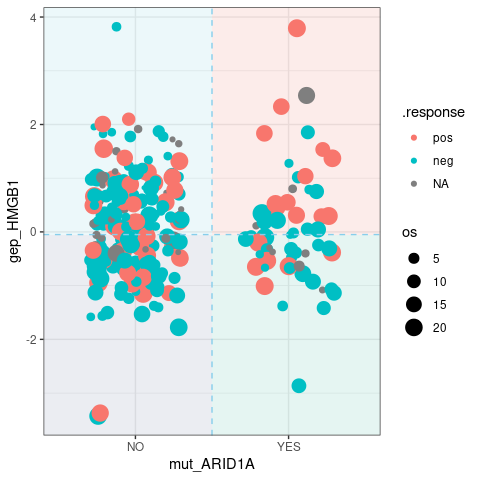 4
2
0
-2
gep_HMGB1
NO
YES
mut_ARID1A
.response
pos
neg
NA
os
5
10
15
20